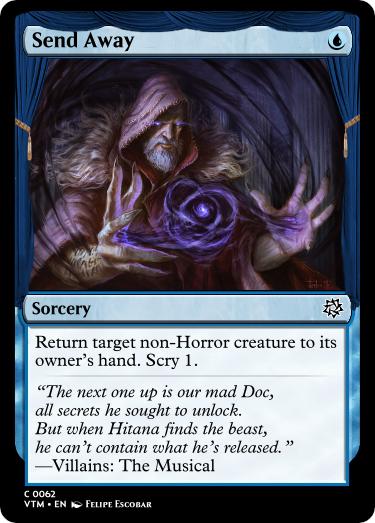 Send Away
Sorcery
Return target non-Horror creature to its
owner's hand. Scry 1.
"The next one up is our mad Doc,
all secrets he sought to unlock.
But when Hitana finds the beast,
he can't contain what he's released."
—Villains: The Musical
C 0062
VTM • EN Felipe Escobar